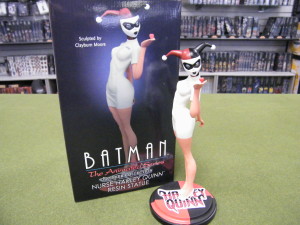 Sculpted by
Clayburn Moore
BATMAN
The Animated Series
NURSE HARLEY QUINN
RESIN STATUE
HARLEY
QUINN